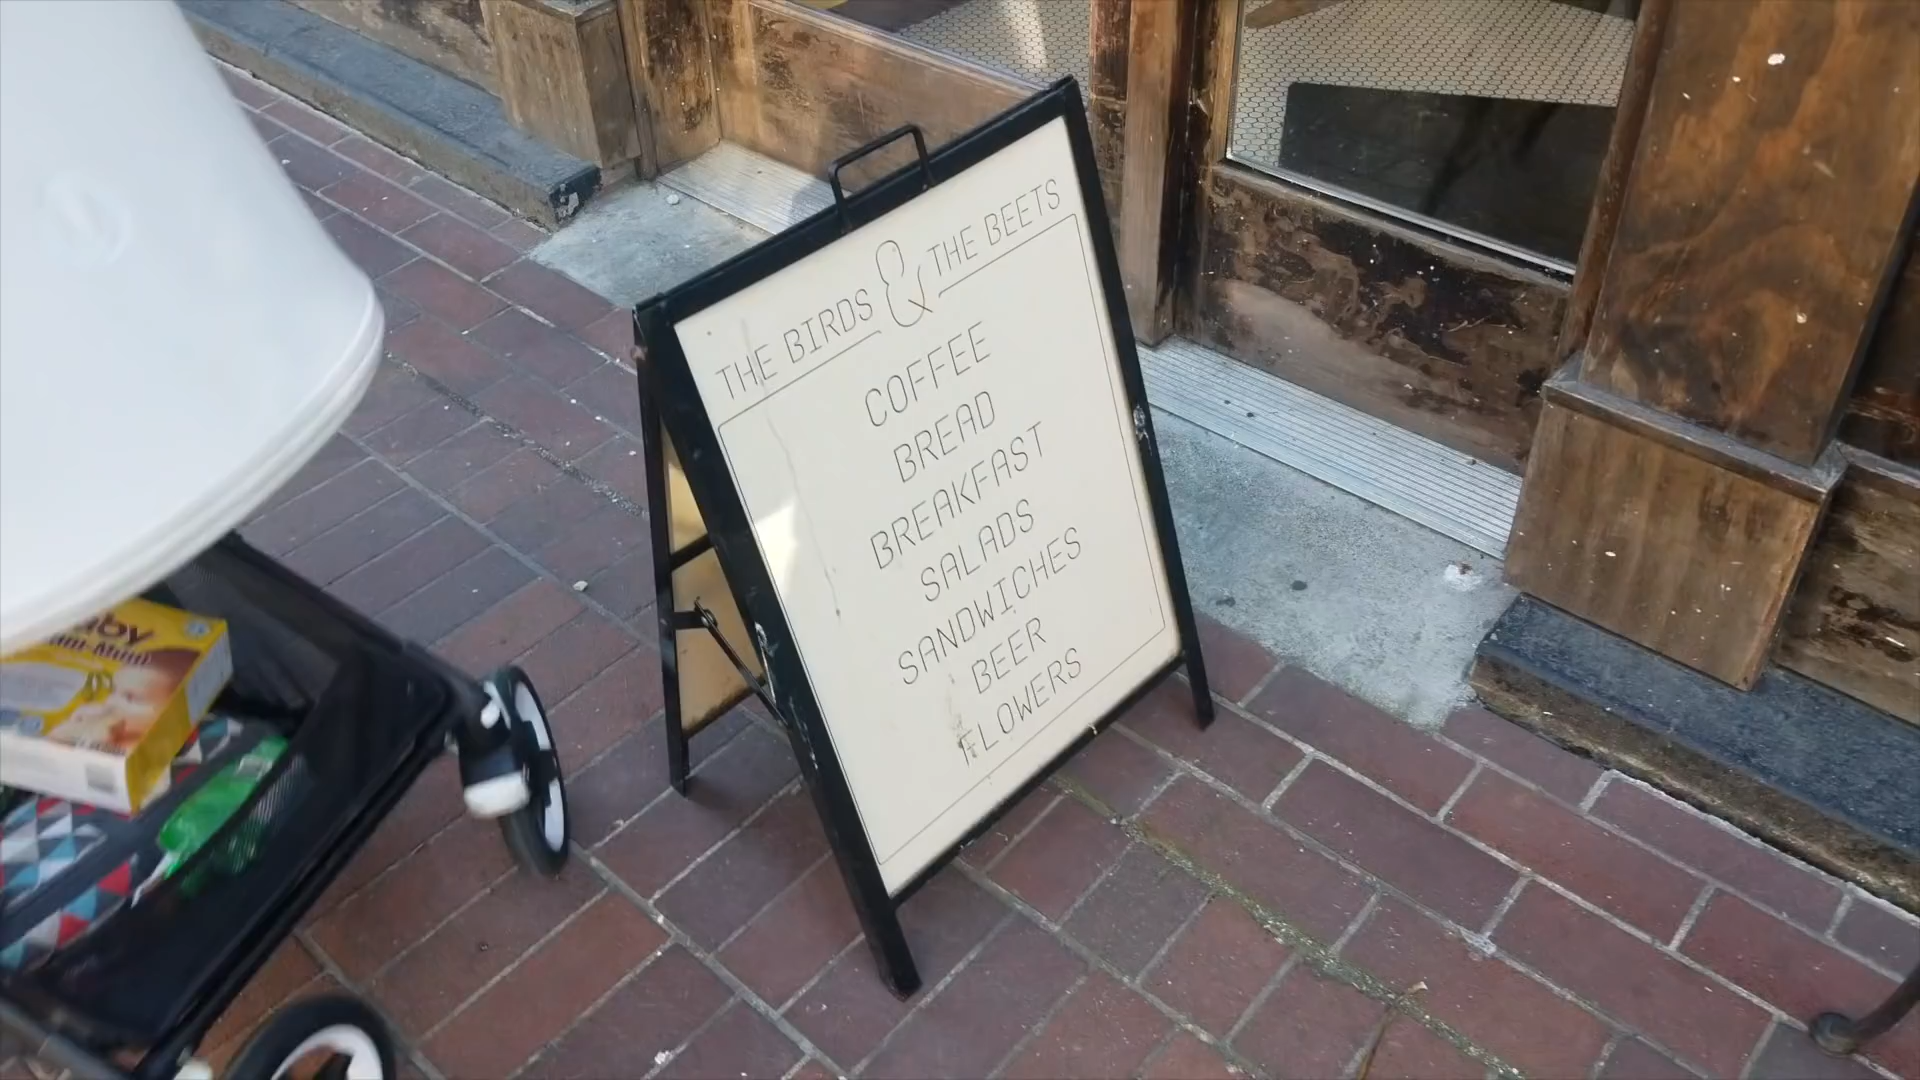 THE BIRDS & THE BEETS
COFFEE
BREAD
BREAKFAST
SALADS
SANDWICHES
BEER
FLOWERS